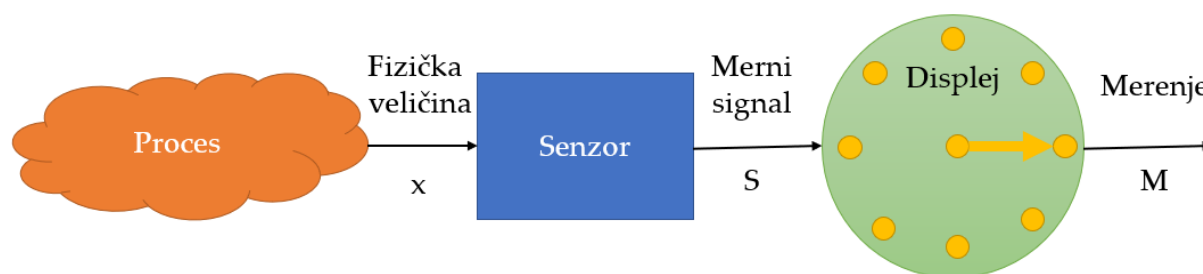 Proces
Fizička
veličina
x
Senzor
Merni
signal
S
Displej
Merenje
M